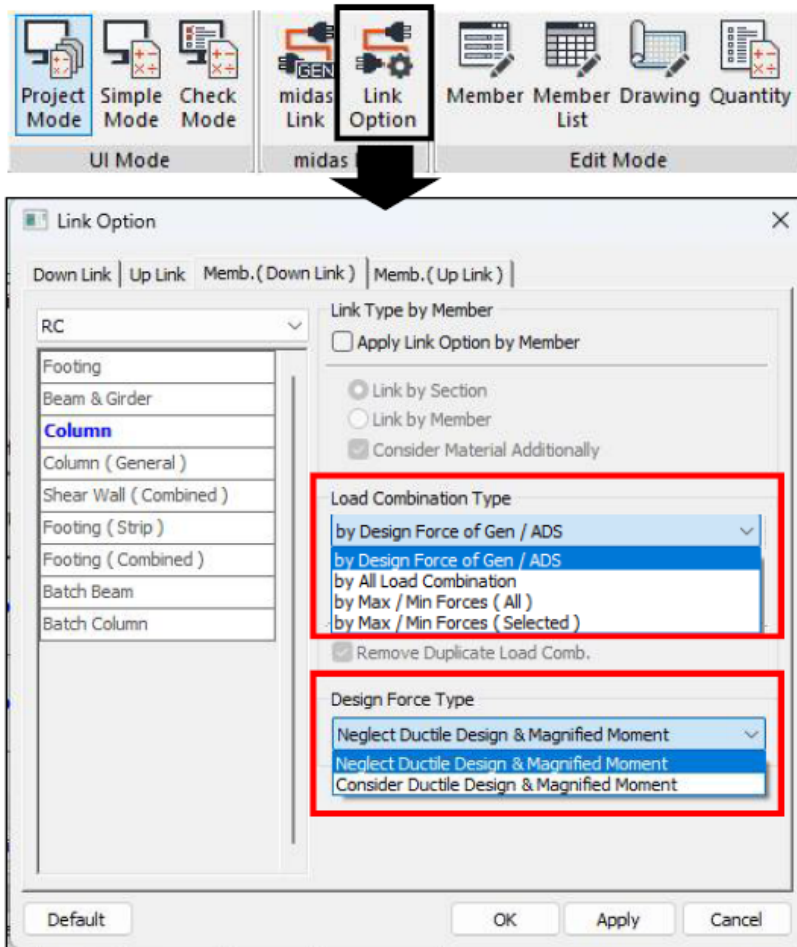 Project Mode
Simple Mode
Check Mode
GEN
midas Link
Link Option
Member
Member List
Drawing
Quantity
UI Mode
midas
Edit Mode
Link Option
Down Link
Up Link
Memb.( Down Link )
Memb.( Up Link )
RC
Footing
Beam & Girder
Column
Column ( General )
Shear Wall ( Combined )
Footing ( Strip )
Footing ( Combined )
Batch Beam
Batch Column
Link Type by Member
Apply Link Option by Member
Link by Section
Link by Member
Consider Material Additionally
Load Combination Type
by Design Force of Gen / ADS
by Design Force of Gen / ADS
by All Load Combination
by Max / Min Forces ( All )
by Max / Min Forces ( Selected )
Remove Duplicate Load Comb.
Design Force Type
Neglect Ductile Design & Magnified Moment
Neglect Ductile Design & Magnified Moment
Consider Ductile Design & Magnified Moment
Default
OK
Apply
Cancel